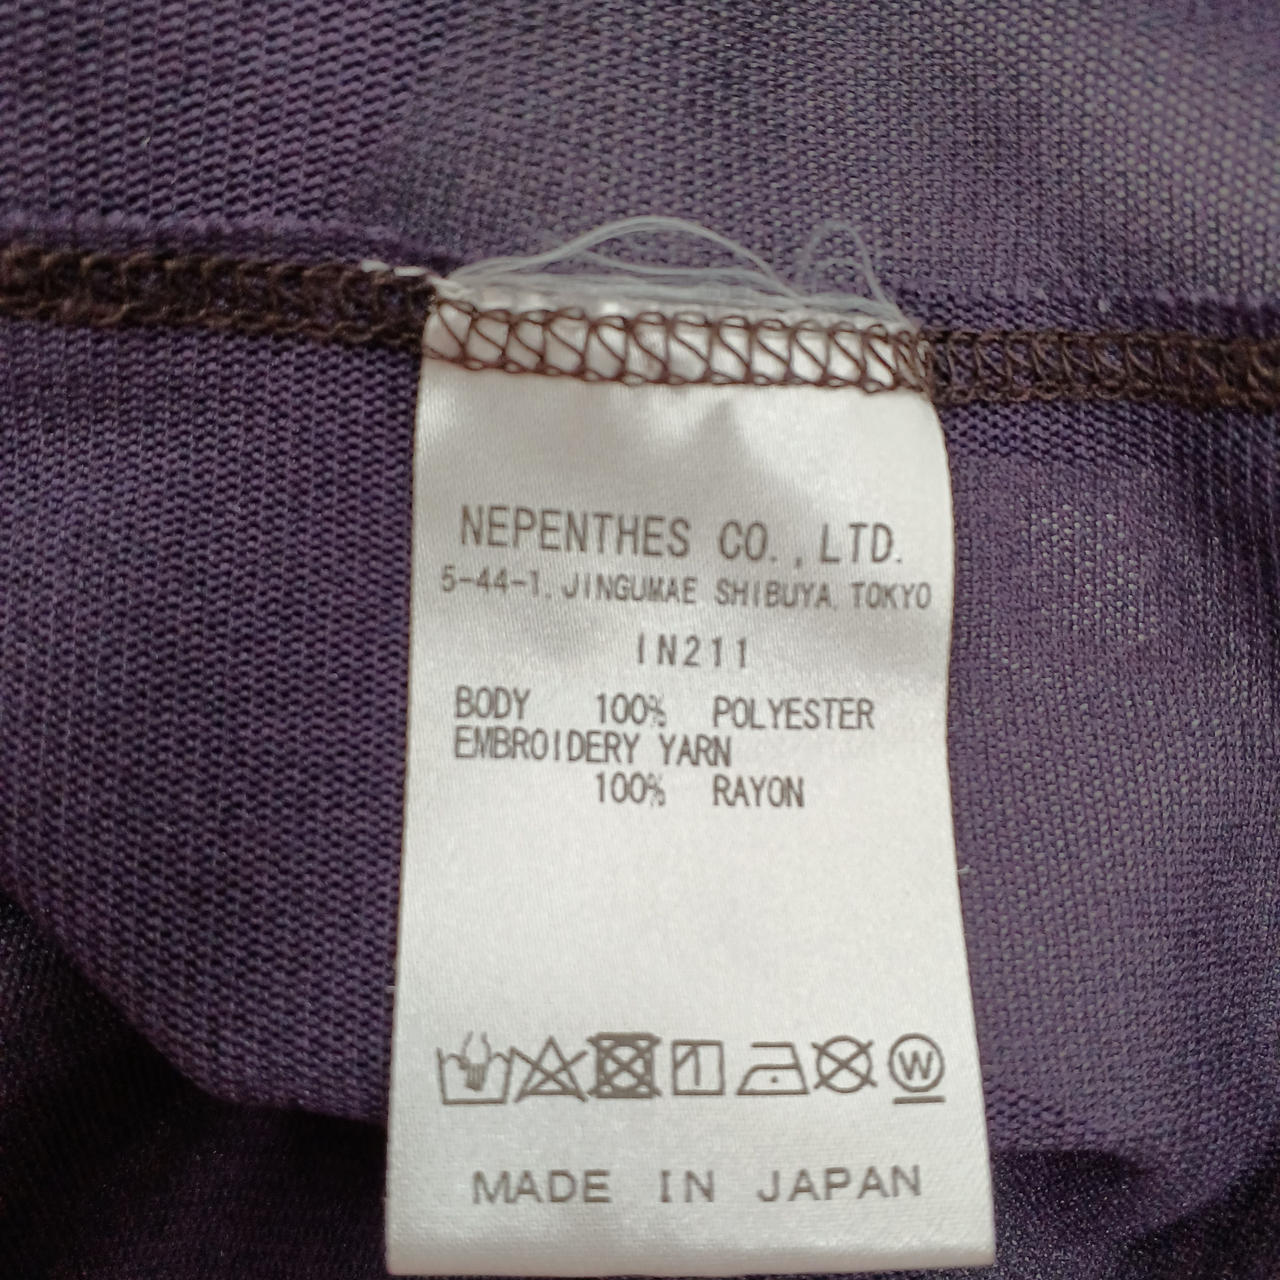 NEPENTHES CO.,LTD.
5-44-1, JINGUMAE SHIBUYA, TOKYO
IN211
BODY 100% POLYESTER
EMBROIDERY YARN
100% RAYON
W
MADE IN JAPAN